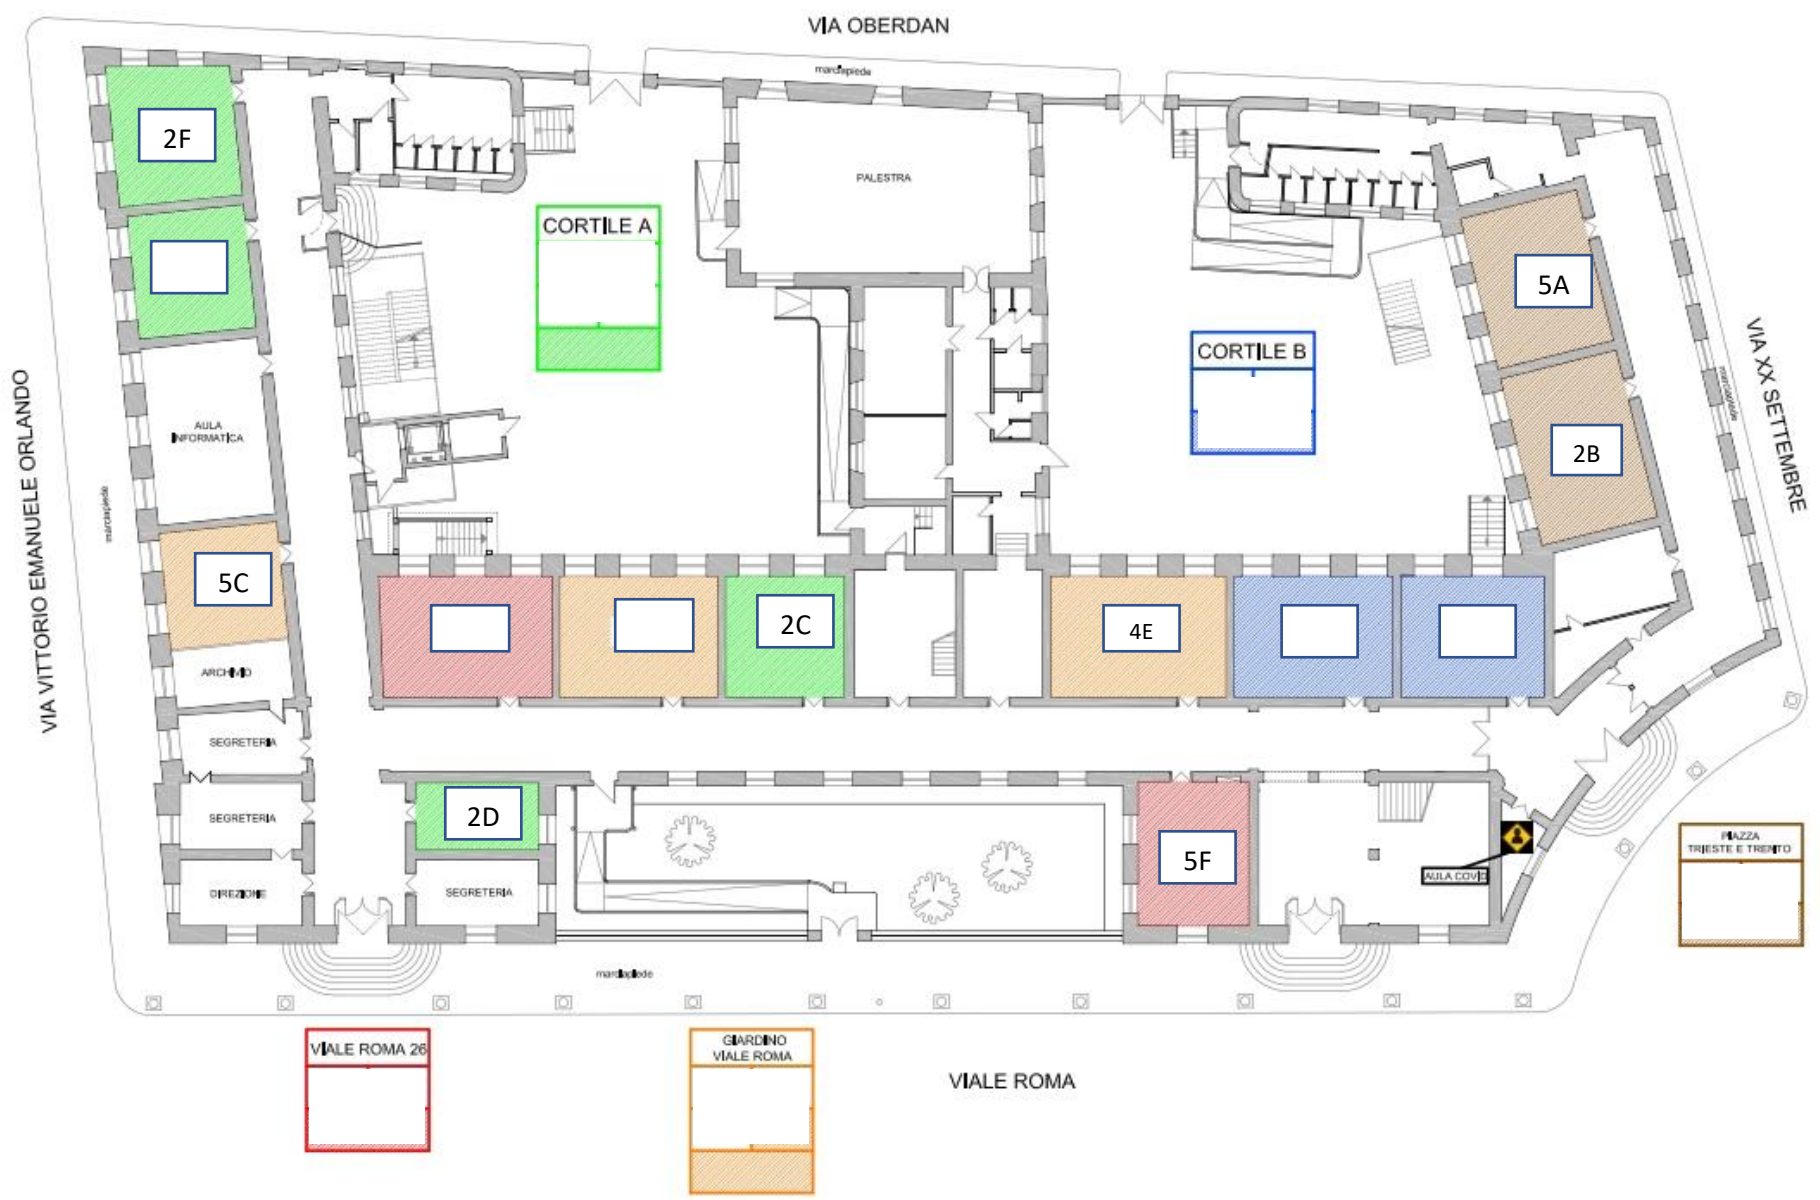 VIA OBERDAN
marciapiede
2F
PALESTRA
CORTILE A
5A
CORTILE B
VIA XX SETTEMBRE
marciapiede
VIA VITTORIO EMANUELE ORLANDO
marciapiede
AULA
INFORMATICA
2B
5C
2C
4E
ARCHIVIO
SEGRETERIA
SEGRETERIA
2D
5F
PIAZZA
TRIESTE E TRENTO
AULA COVID
DIREZIONE
SEGRETERIA
marciapiede
VIALE ROMA 26
GIARDINO
VIALE ROMA
VIALE ROMA